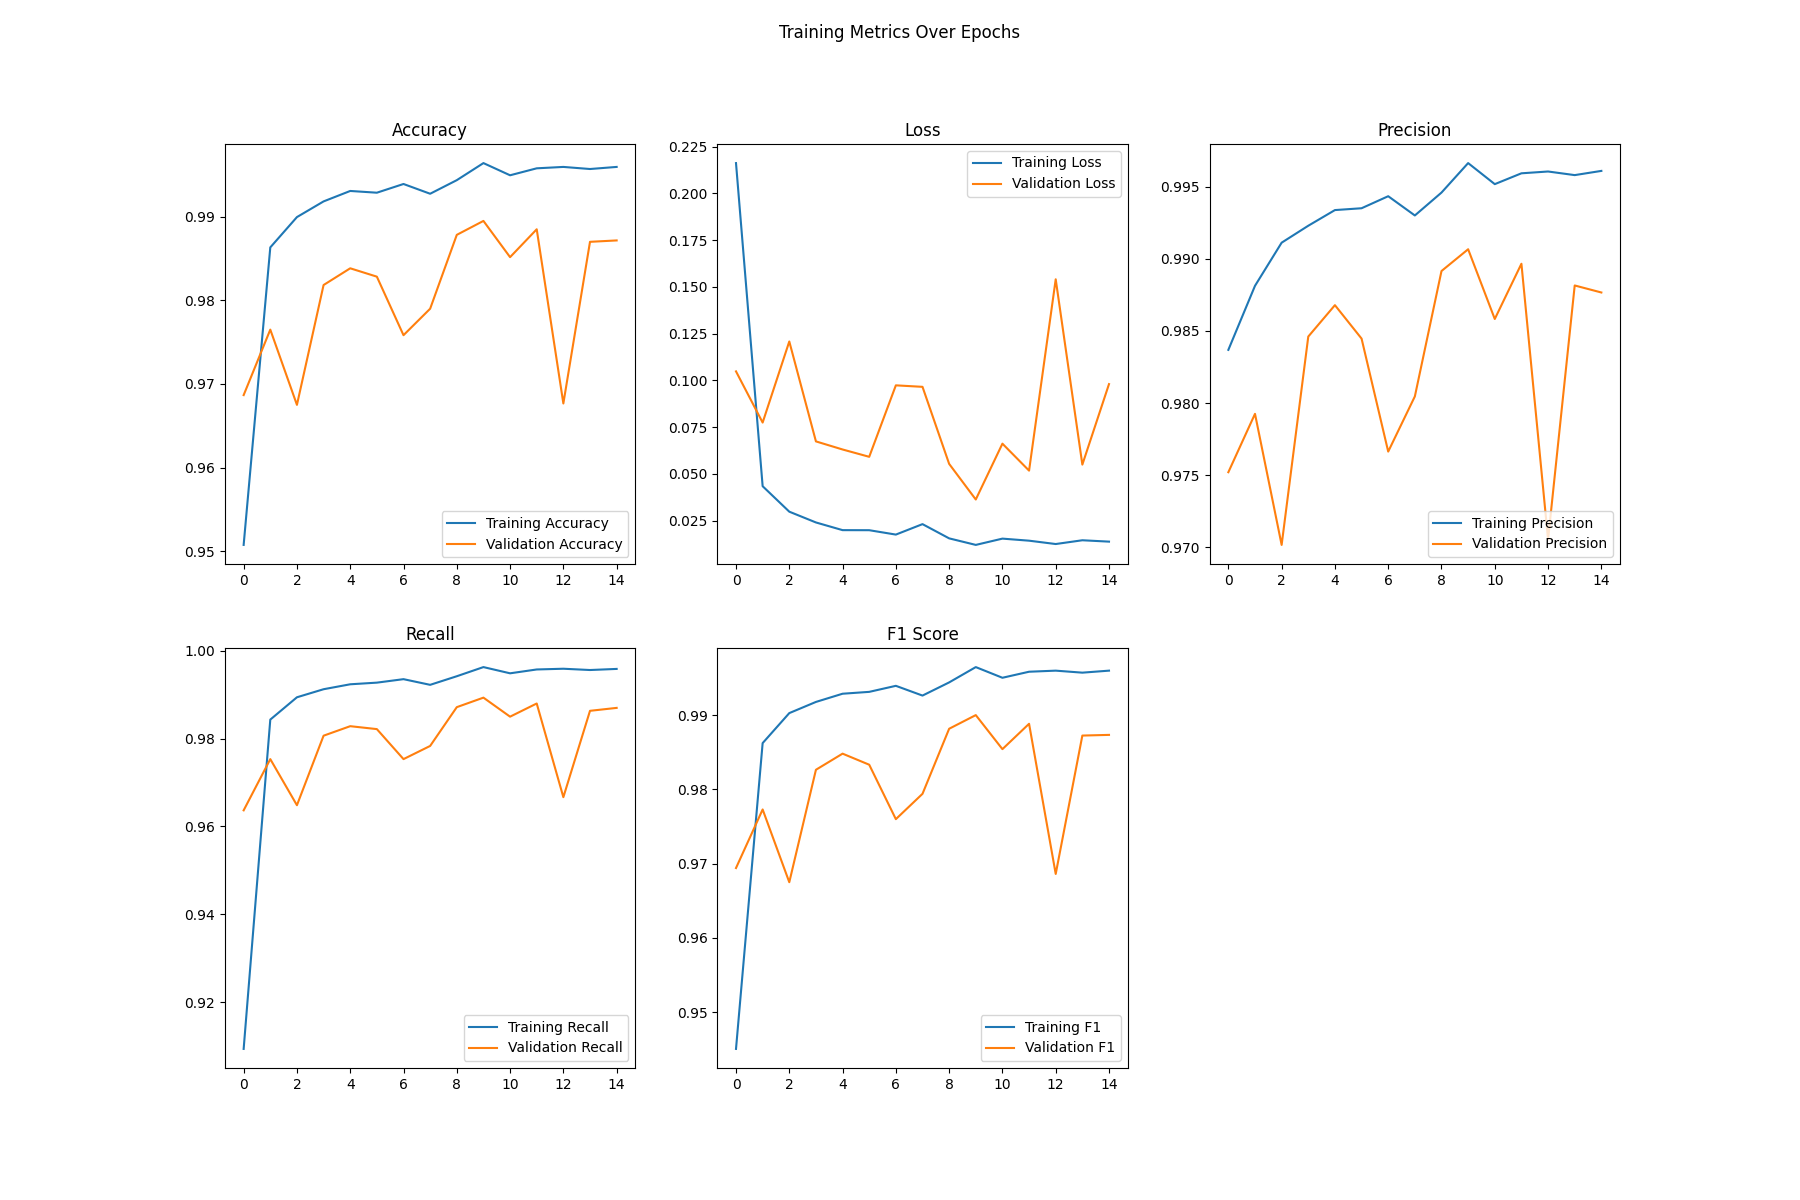 Training Metrics Over Epochs
Accuracy
0.99
0.98
0.97
0.96
0.95
Training Accuracy
Validation Accuracy
0 2 4 6 8 10 12 14
Loss
0.225
0.200
0.175
0.150
0.125
0.100
0.075
0.050
0.025
Training Loss
Validation Loss
0 2 4 6 8 10 12 14
Precision
0.995
0.990
0.985
0.980
0.975
0.970
Training Precision
Validation Precision
0 2 4 6 8 10 12 14
Recall
1.00
0.98
0.96
0.94
0.92
Training Recall
Validation Recall
0 2 4 6 8 10 12 14
F1 Score
0.99
0.98
0.97
0.96
0.95
Training F1
Validation F1
0 2 4 6 8 10 12 14